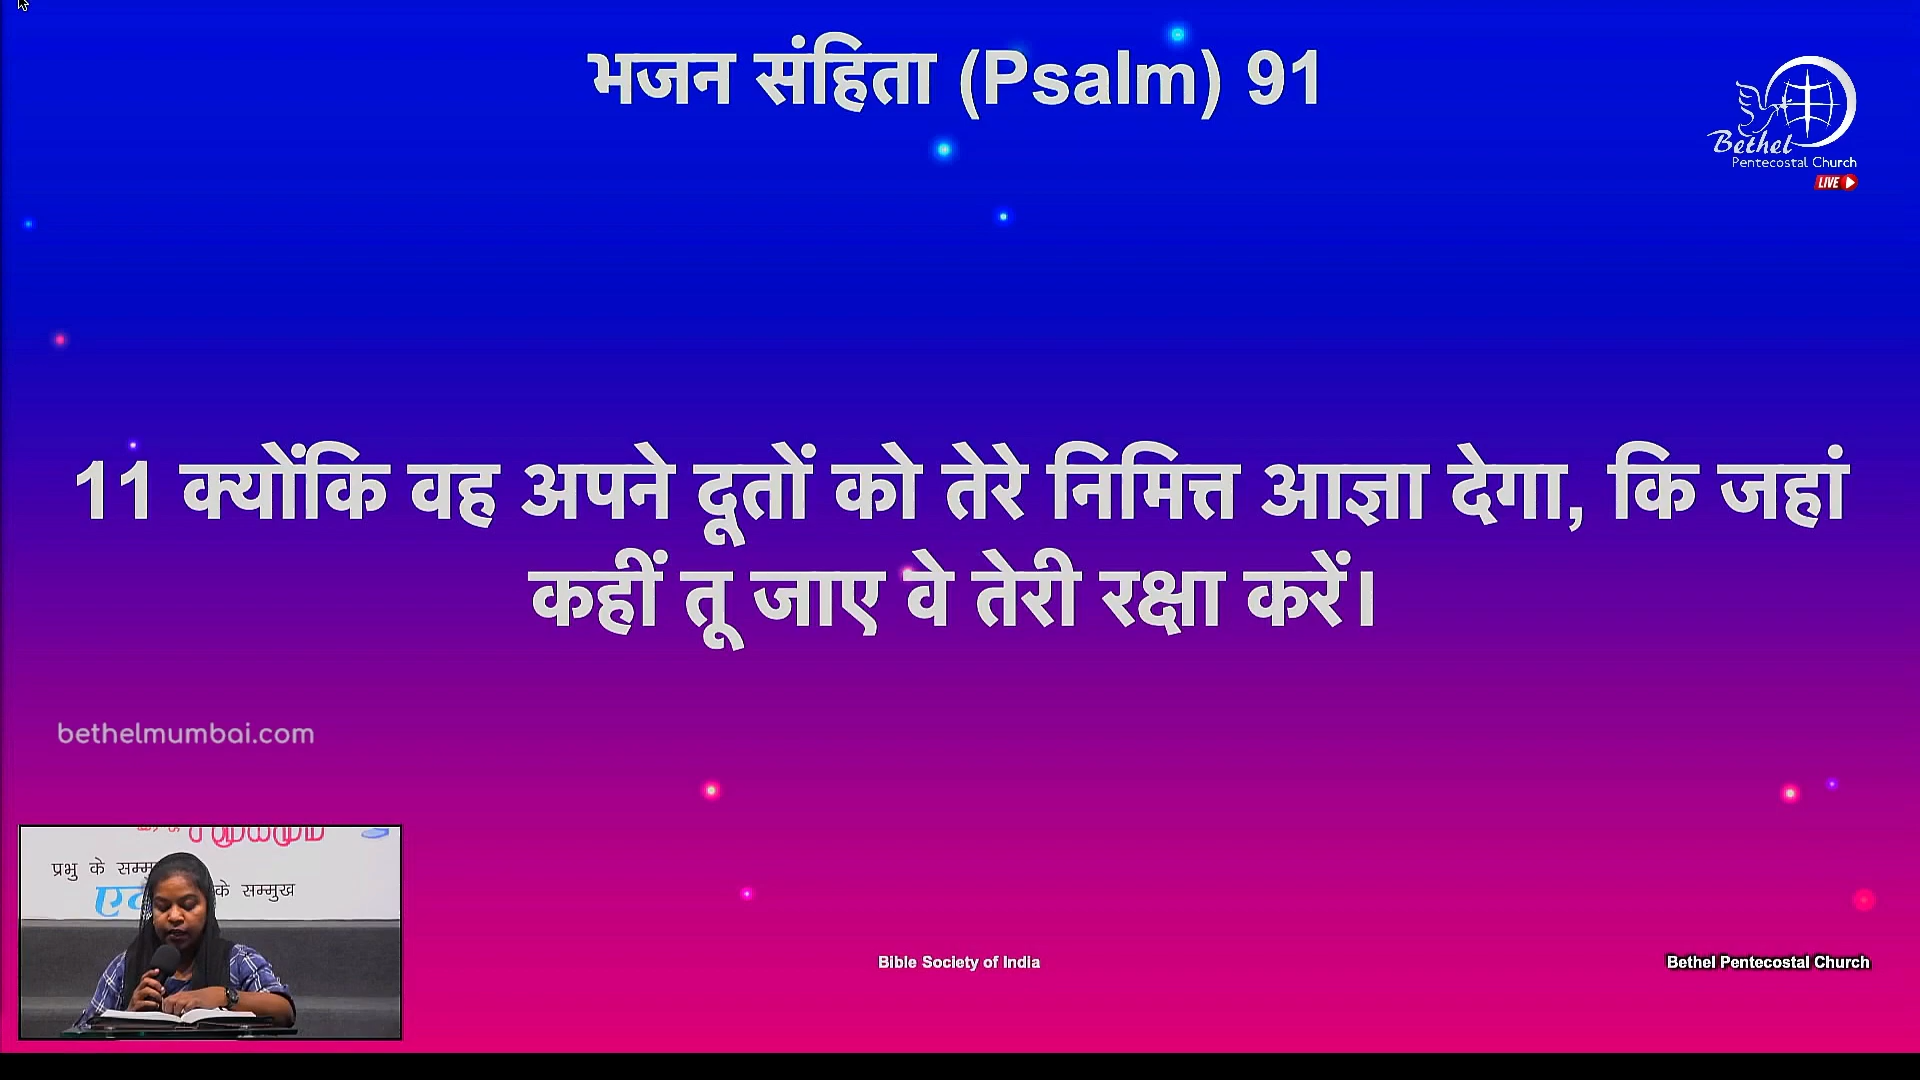 भजन संहिता (Psalm) 91
Bethel
Pentecostal Church
LIVE
11 क्योंकि वह अपने दूतों को तेरे निमित्त आज्ञा देगा, कि जहां
कहीं तू जाए वे तेरी रक्षा करें।
bethelmumbai.com
प्रभु के
के सम्मुख
Bible Society of India
Bethel Pentecostal Church